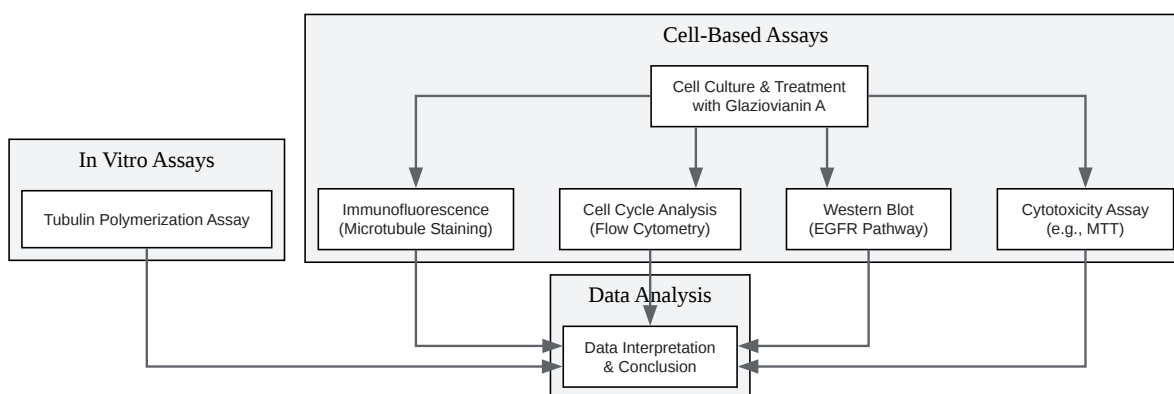 Cell-Based Assays
Cell Culture & Treatment
with Glaziovianin A
In Vitro Assays
Tubulin Polymerization Assay
Immunofluorescence
(Microtubule Staining)
Cell Cycle Analysis
(Flow Cytometry)
Western Blot
(EGFR Pathway)
Cytotoxicity Assay
(e.g., MTT)
Data Analysis
Data Interpretation
& Conclusion